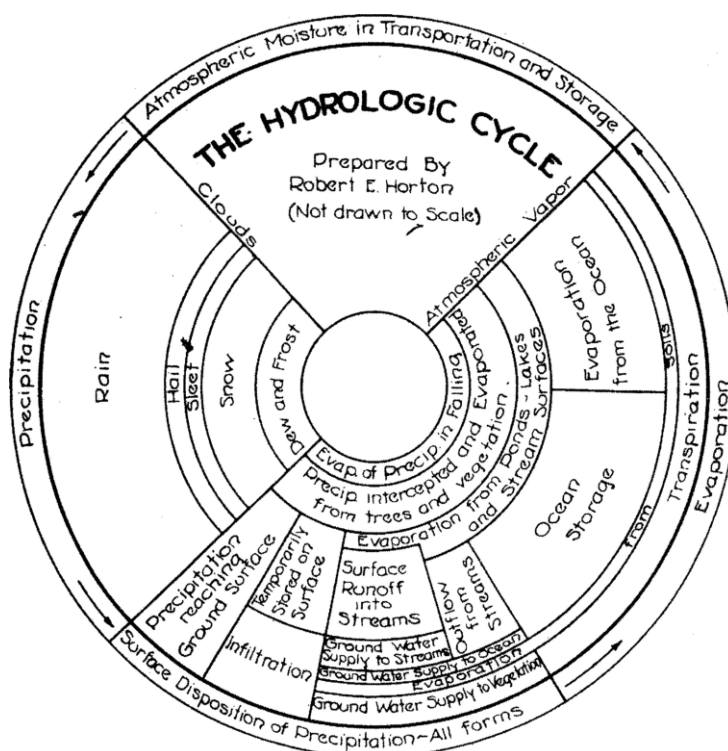 Atmospheric Moisture in Transportation and Storage
THE HYDROLOGIC CYCLE
Prepared By
Robert E. Horton
(Not drawn to Scale)
Clouds
Atmospheric Vapor
Precipitation
Rain
Hail
Sleet
Snow
Dew and Frost
Evap. of Precip. in Falling
Precip intercepted and Evaporated
from trees and vegetation.
Evaporation from Ponds-Lakes
and Stream Surfaces
Evaporation
from the Ocean
Ocean
Storage
Evaporation
from
soils
Transpiration
Evaporation
Precipitation
reaching
Ground Surface
Temporarily
Stored on
Surface
Infiltration
Surface
Runoff
into
Streams
Outflow
from
Streams
Ground Water
Supply to Streams
Ground Water Supply to Ocean
Ground Water Supply to Vegetation
Surface Disposition of Precipitation~All forms